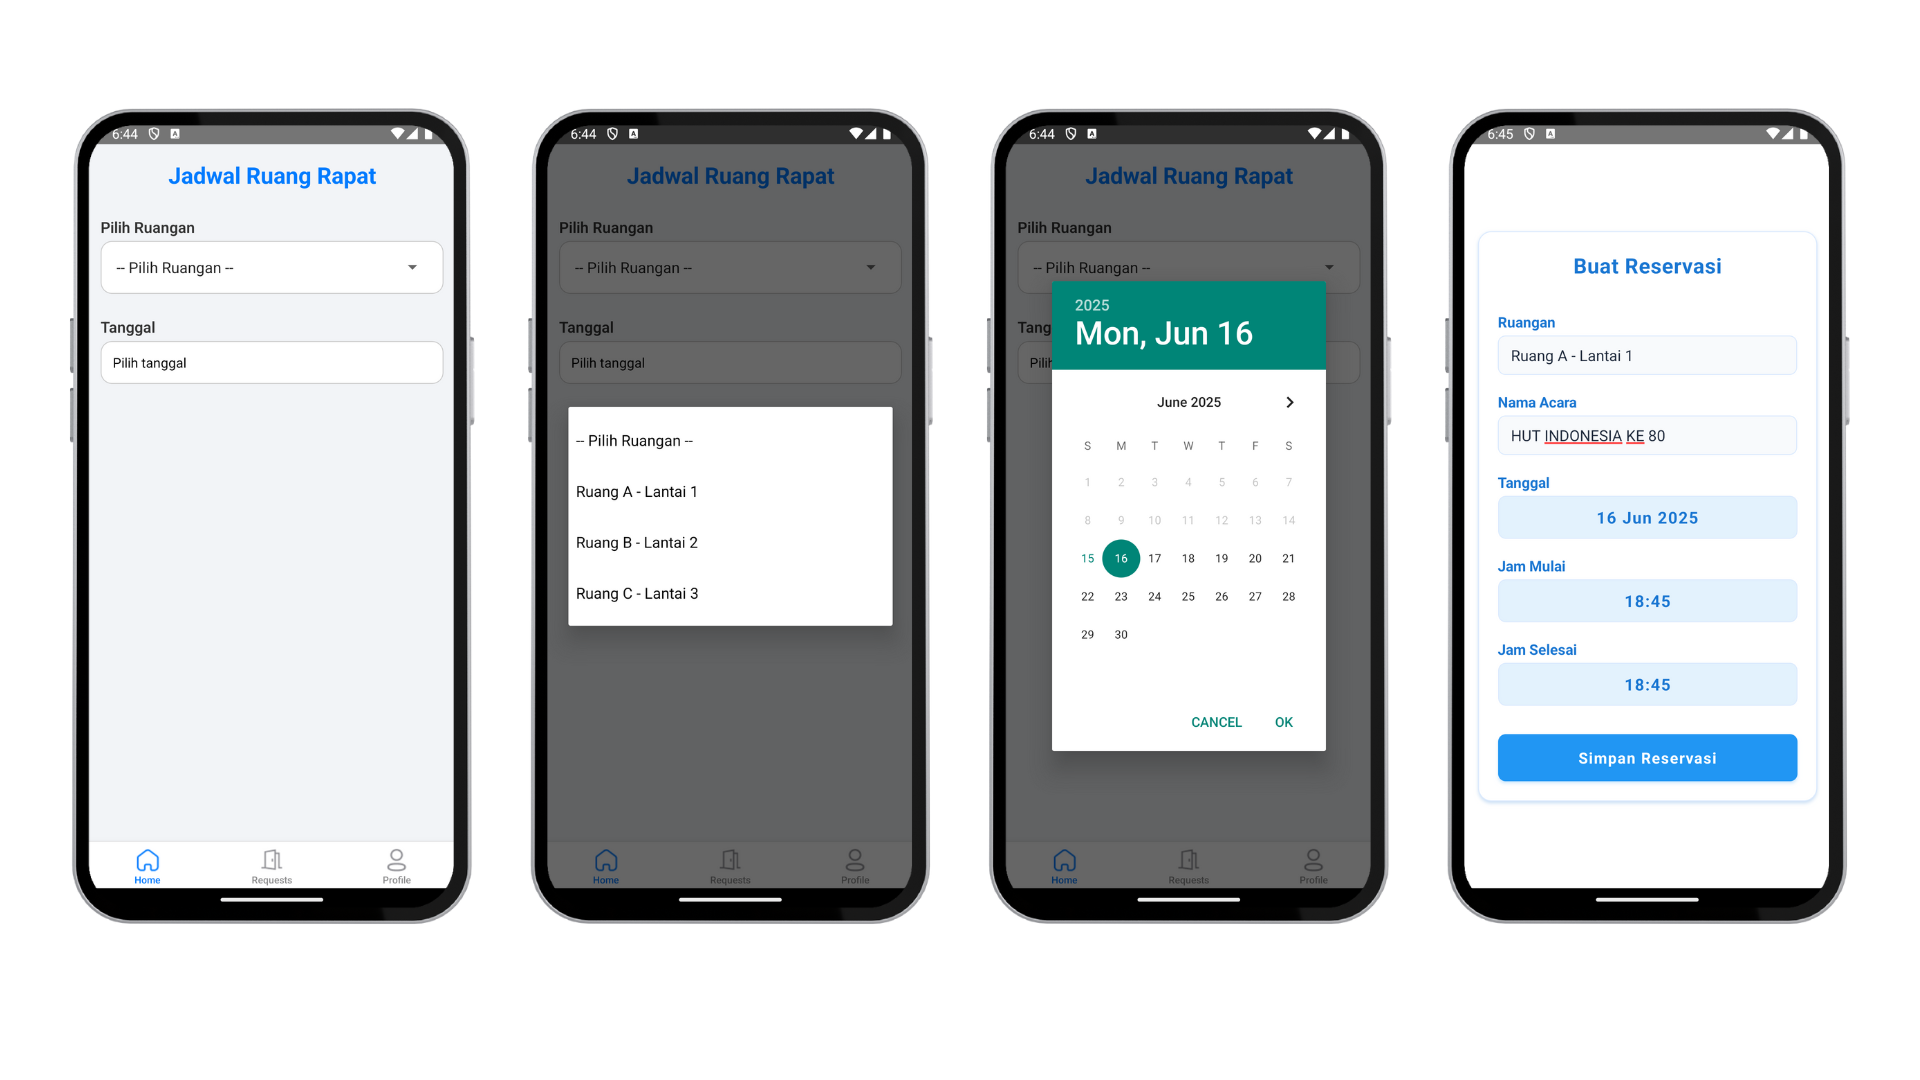 6:44
Jadwal Ruang Rapat
Pilih Ruangan
-- Pilih Ruangan --
Tanggal
Pilih tanggal
Home Requests Profile
6:44
Jadwal Ruang Rapat
Pilih Ruangan
-- Pilih Ruangan --
Tanggal
Pilih tanggal
-- Pilih Ruangan --
Ruang A - Lantai 1
Ruang B - Lantai 2
Ruang C - Lantai 3
Home Requests Profile
6:44
Jadwal Ruang Rapat
Pilih Ruangan
-- Pilih Ruangan --
Tang
Pilih
2025
Mon, Jun 16
June 2025
S M T W T F S
1 2 3 4 5 6 7
8 9 10 11 12 13 14
15 16 17 18 19 20 21
22 23 24 25 26 27 28
29 30
CANCEL OK
Home Requests Profile
6:45
Buat Reservasi
Ruangan
Ruang A - Lantai 1
Nama Acara
HUT INDONESIA KE 80
Tanggal
16 Jun 2025
Jam Mulai
18:45
Jam Selesai
18:45
Simpan Reservasi